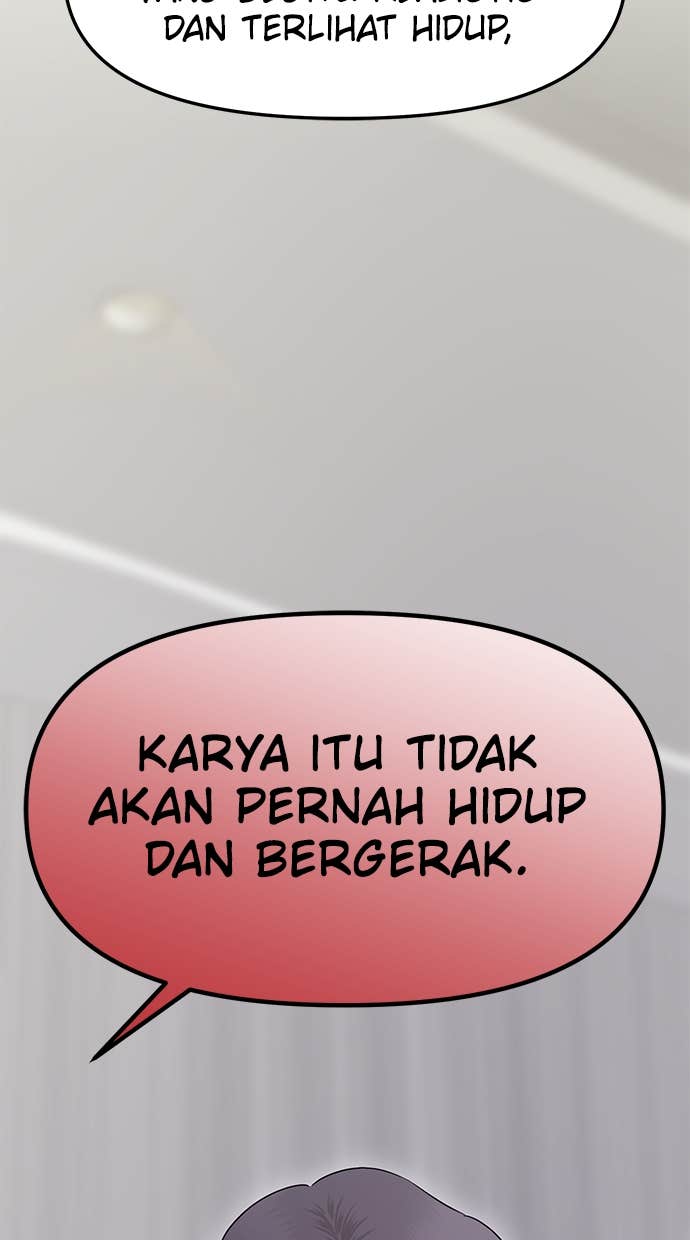 DAN TERLIHAT HIDUP,
KARYA ITU TIDAK
AKAN PERNAH HIDUP
DAN BERGERAK.